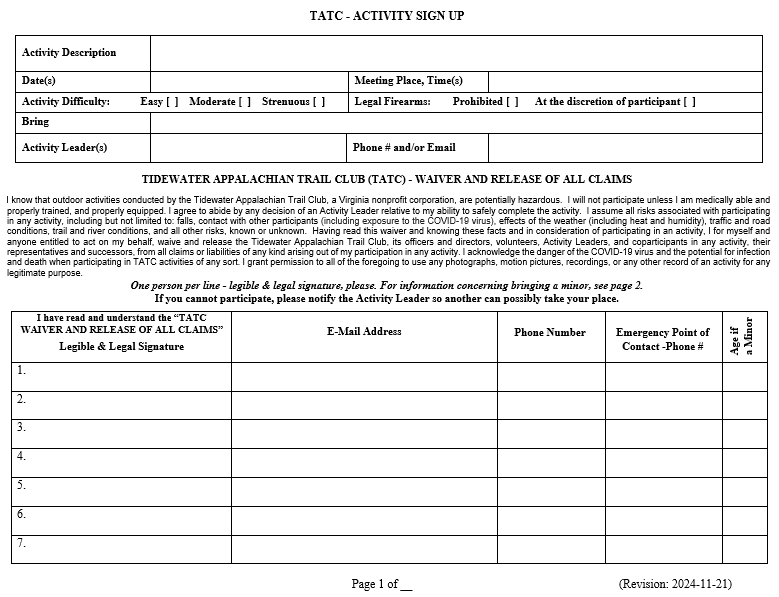 TATC - ACTIVITY SIGN UP
Activity Description
Date(s) Meeting Place, Time(s)
Activity Difficulty: Easy [ ] Moderate [ ] Strenuous [ ] Legal Firearms: Prohibited [ ] At the discretion of participant [ ]
Bring
Activity Leader(s) Phone # and/or Email
TIDEWATER APPALACHIAN TRAIL CLUB (TATC) - WAIVER AND RELEASE OF ALL CLAIMS
I know that outdoor activities conducted by the Tidewater Appalachian Trail Club, a Virginia nonprofit corporation, are potentially hazardous. I will not participate unless I am medically able and
properly trained, and properly equipped. I agree to abide by any decision of an Activity Leader relative to my ability to safely complete the activity. I assume all risks associated with participating
in any activity, including but not limited to: falls, contact with other participants (including exposure to the COVID-19 virus), effects of the weather (including heat and humidity), traffic and road
conditions, trail and river conditions, and all other risks, known or unknown. Having read this waiver and knowing these facts and in consideration of participating in an activity, I for myself and
anyone entitled to act on my behalf, waive and release the Tidewater Appalachian Trail Club, its officers and directors, volunteers, Activity Leaders, and coparticipants in any activity, their
representatives and successors, from all claims or liabilities of any kind arising out of my participation in any activity. I acknowledge the danger of the COVID-19 virus and the potential for infection
and death when participating in TATC activities of any sort. I grant permission to all of the foregoing to use any photographs, motion pictures, recordings, or any other record of an activity for any
legitimate purpose.
One person per line - legible & legal signature, please. For information concerning bringing a minor, see page 2.
If you cannot participate, please notify the Activity Leader so another can possibly take your place.
I have read and understand the “TATC
WAIVER AND RELEASE OF ALL CLAIMS”
Legible & Legal Signature
E-Mail Address
Phone Number
Emergency Point of
Contact -Phone #
Age if
a Minor
1.
2.
3.
4.
5.
6.
7.
Page 1 of __
(Revision: 2024-11-21)